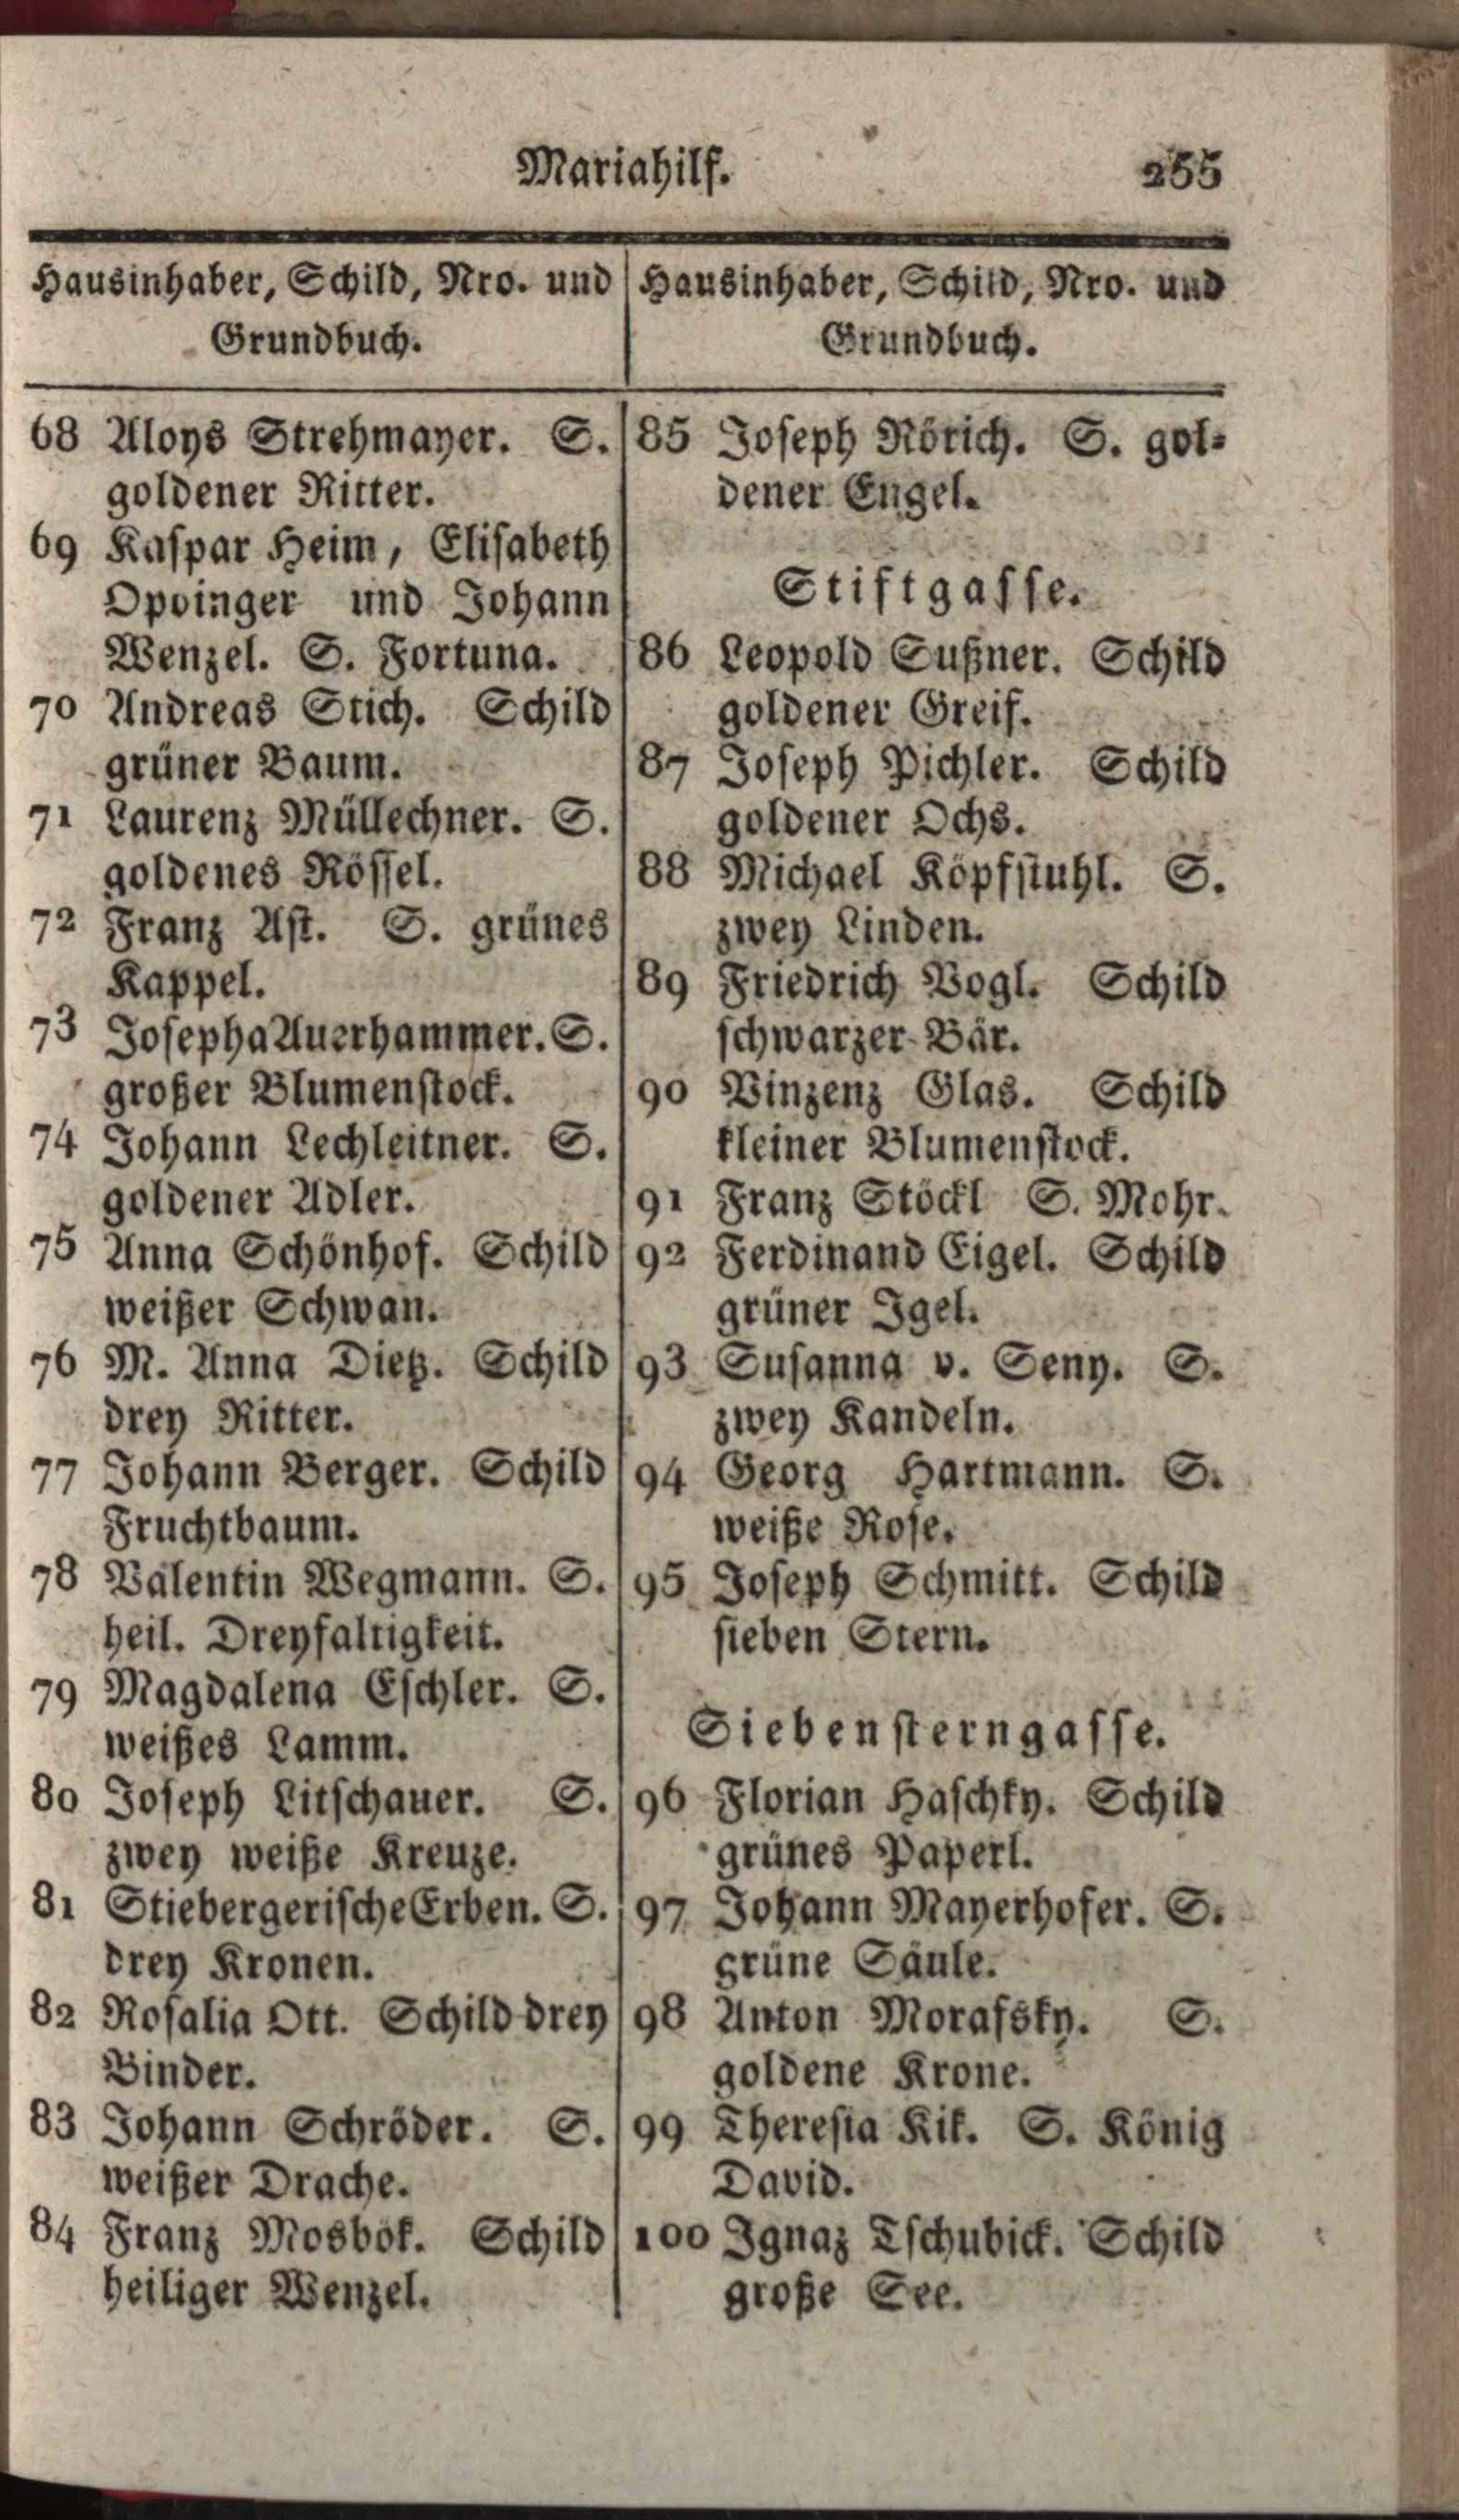 Mariahilf. 255
Hausinhaber, Schild, Nro. und
Grundbuch.
68 Aloys Strehmayer. S.
goldener Ritter.
69 Kaspar Heim, Elisabeth
Opoinger und Johann
Wenzel. S. Fortuna.
70 Andreas Stich. Schild
grüner Baum.
71 Laurenz Müllechner. S.
goldenes Rössel.
72 Franz Ast. S. grünes
Kappel.
73 Josepha Auerhammer. S.
großer Blumenstock.
74 Johann Lechleitner. S.
goldener Adler.
75 Anna Schönhof. Schild
weißer Schwan.
76 M. Anna Dietz. Schild
drey Ritter.
77 Johann Berger. Schild
Fruchtbaum.
78 Valentin Wegmann. S.
heil. Dreyfaltigkeit.
79 Magdalena Eschler. S.
weißes Lamm.
80 Joseph Litschauer. S.
zwey weiße Kreuze.
81 Stiebergerische Erben. S.
drey Kronen.
82 Rosalia Ott. Schild drey
Binder.
83 Johann Schröder. S.
weißer Drache.
84 Franz Mosbök. Schild
heiliger Wenzel.
Hausinhaber, Schild, Nro. und
Grundbuch.
85 Joseph Rörich. S. gol⸗
dener Engel.
Stiftgasse.
86 Leopold Sußner. Schild
goldener Greif.
87 Joseph Pichler. Schild
goldener Ochs.
88 Michael Köpfstuhl. S.
zwey Linden.
89 Friedrich Vogl. Schild
schwarzer Bär.
90 Vinzenz Glas. Schild
kleiner Blumenstock.
91 Franz Stöckl S. Mohr.
92 Ferdinand Eigel. Schild
grüner Igel.
93 Susanna v. Seny. S.
zwey Kandeln.
94 Georg Hartmann. S.
weiße Rose.
95 Joseph Schmitt. Schild
sieben Stern.
Siebensterngasse.
96 Florian Haschky. Schild
grünes Paperl.
97 Johann Mayerhofer. S.
grüne Säule.
98 Anton Morafsky. S.
goldene Krone.
99 Theresia Kik. S. König
David.
100 Ignaz Tschubick. Schild
große See.